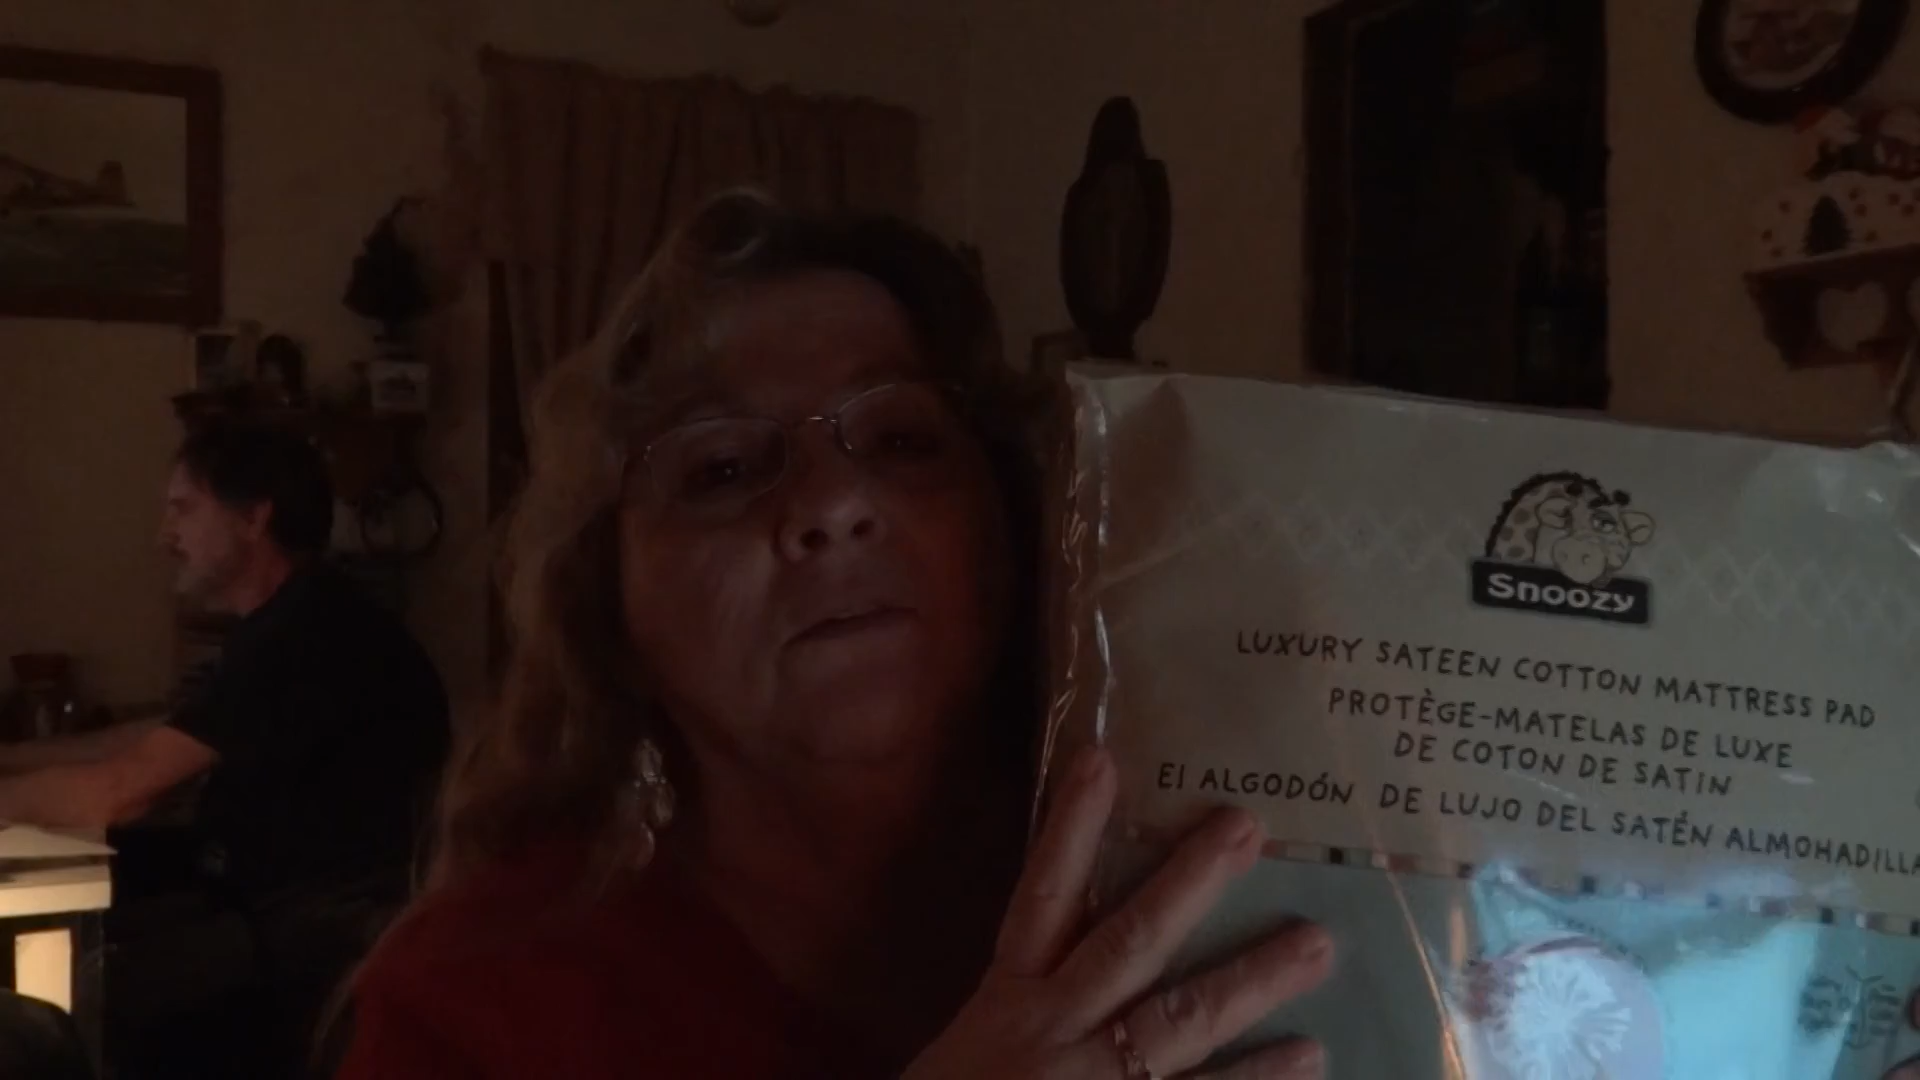 Snoozy
LUXURY SATEEN COTTON MATTRESS PAD
PROTÈGE-MATELAS DE LUXE
DE COTON DE SATIN
El ALGODÓN DE LUJO DEL SATÉN ALMOHADILLA